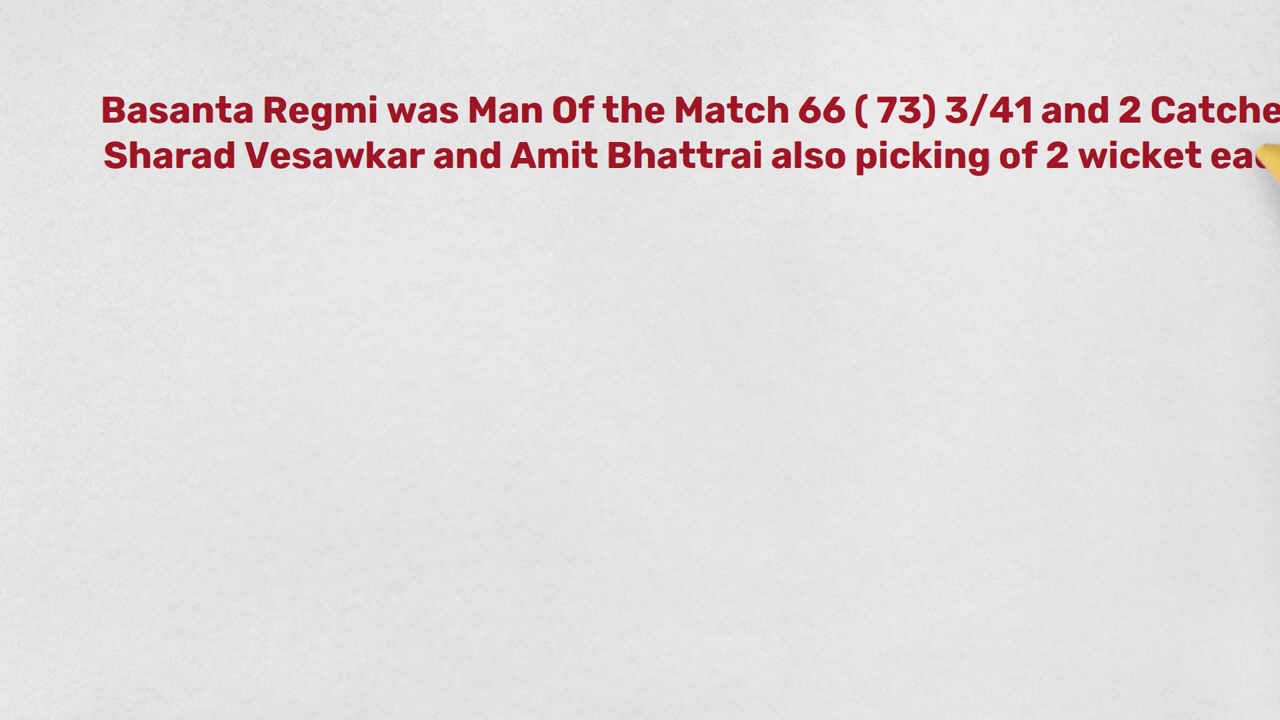 Basanta Regmi was Man Of the Match 66 ( 73) 3/41 and 2 Catche
Sharad Vesawkar and Amit Bhattrai also picking of 2 wicket eac